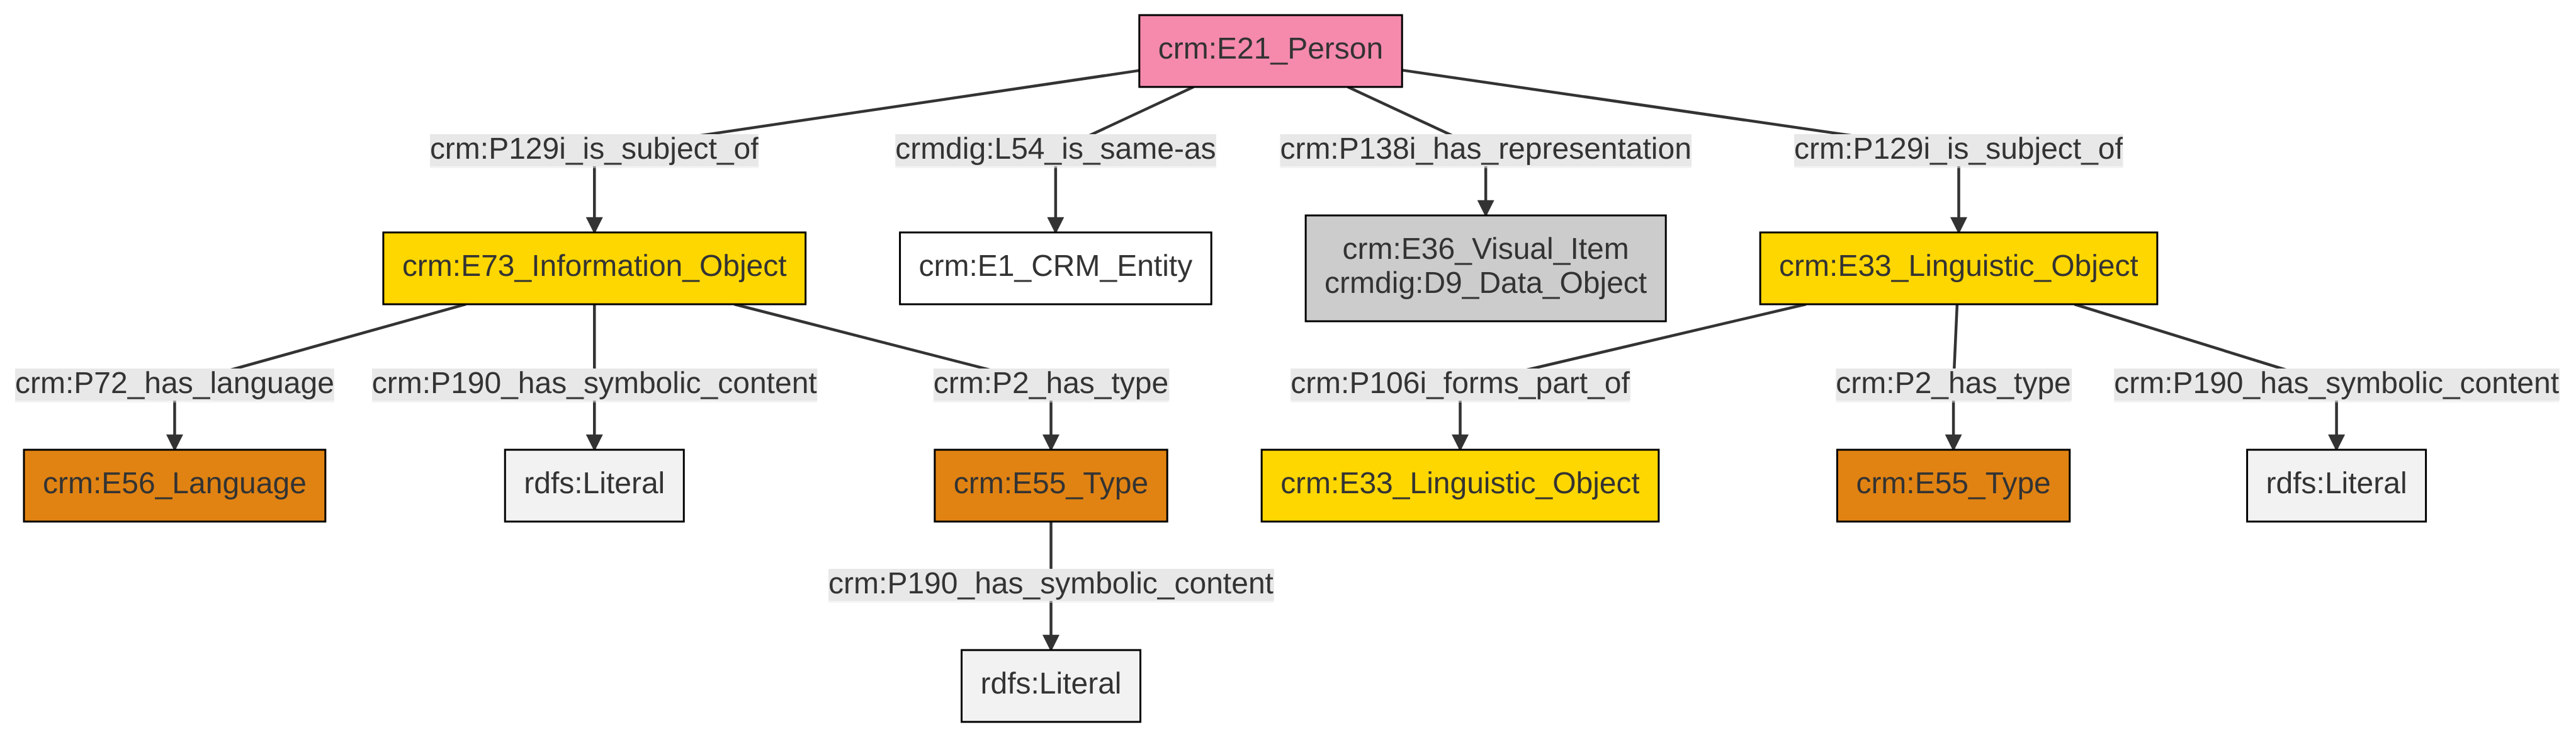 crm:E21_Person
crm:P129i_is_subject_of
crmdig:L54_is_same-as
crm:P138i_has_representation
crm:P129i_is_subject_of
crm:E73_Information_Object
crm:E1_CRM_Entity
crm:E36_Visual_Item
crmdig:D9_Data_Object
crm:E33_Linguistic_Object
crm:P72_has_language
crm:P190_has_symbolic_content
crm:P2_has_type
crm:P106i_forms_part_of
crm:P2_has_type
crm:P190_has_symbolic_content
crm:E56_Language
rdfs:Literal
crm:E55_Type
crm:E33_Linguistic_Object
crm:E55_Type
rdfs:Literal
crm:P190_has_symbolic_content
rdfs:Literal